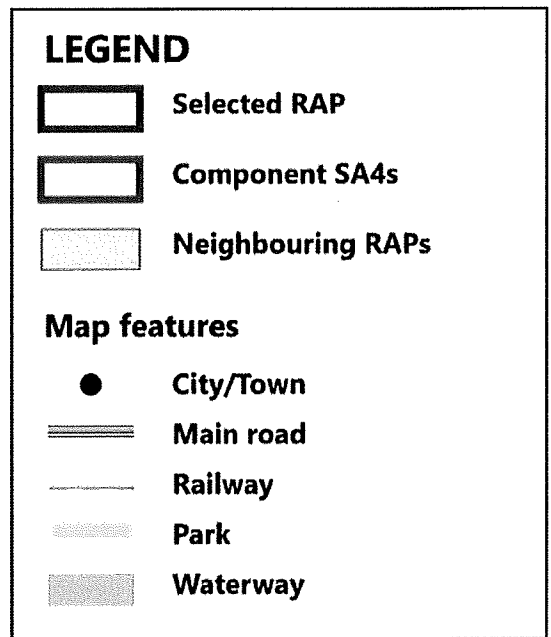 LEGEND
Selected RAP
Component SA4s
Neighbouring RAPs
Map features
City/Town
Main road
Railway
Park
Waterway